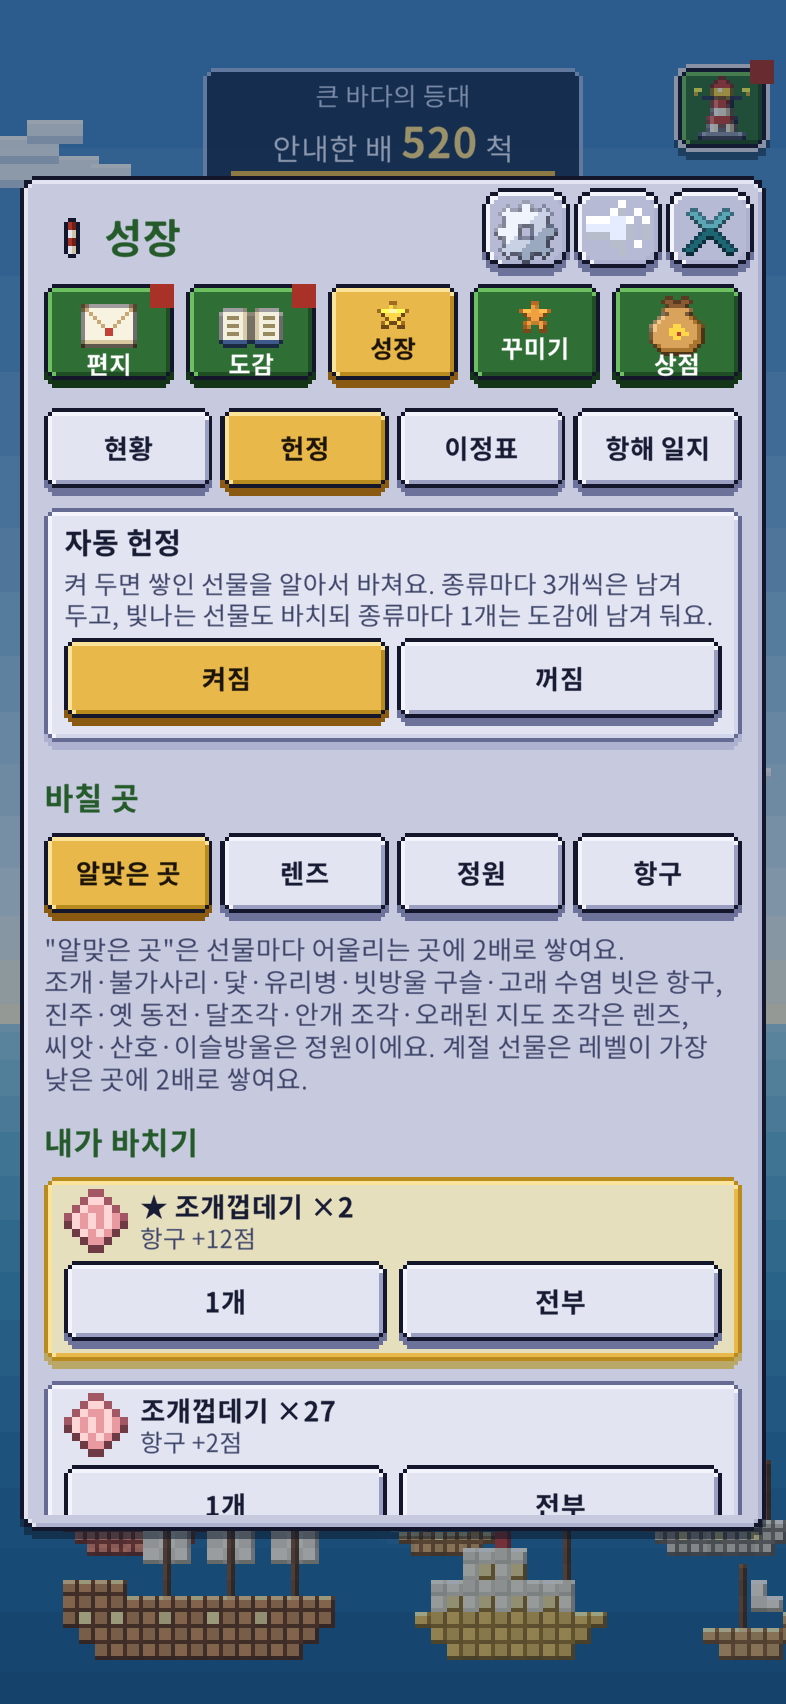 큰 바다의 등대
안내한 배 520 척
성장
편지 도감 성장 꾸미기 상점
현황 헌정 이정표 항해 일지
자동 헌정
켜 두면 쌓인 선물을 알아서 바쳐요. 종류마다 3개씩은 남겨
두고, 빛나는 선물도 바치되 종류마다 1개는 도감에 남겨 둬요.
켜짐 꺼짐
바칠 곳
알맞은 곳 렌즈 정원 항구
"알맞은 곳"은 선물마다 어울리는 곳에 2배로 쌓여요.
조개·불가사리·닻·유리병·빗방울 구슬·고래 수염 빗은 항구,
진주·옛 동전·달조각·안개 조각·오래된 지도 조각은 렌즈,
씨앗·산호·이슬방울은 정원이에요. 계절 선물은 레벨이 가장
낮은 곳에 2배로 쌓여요.
내가 바치기
★ 조개껍데기 ×2
항구 +12점
1개 전부
조개껍데기 ×27
항구 +2점
1개 전부